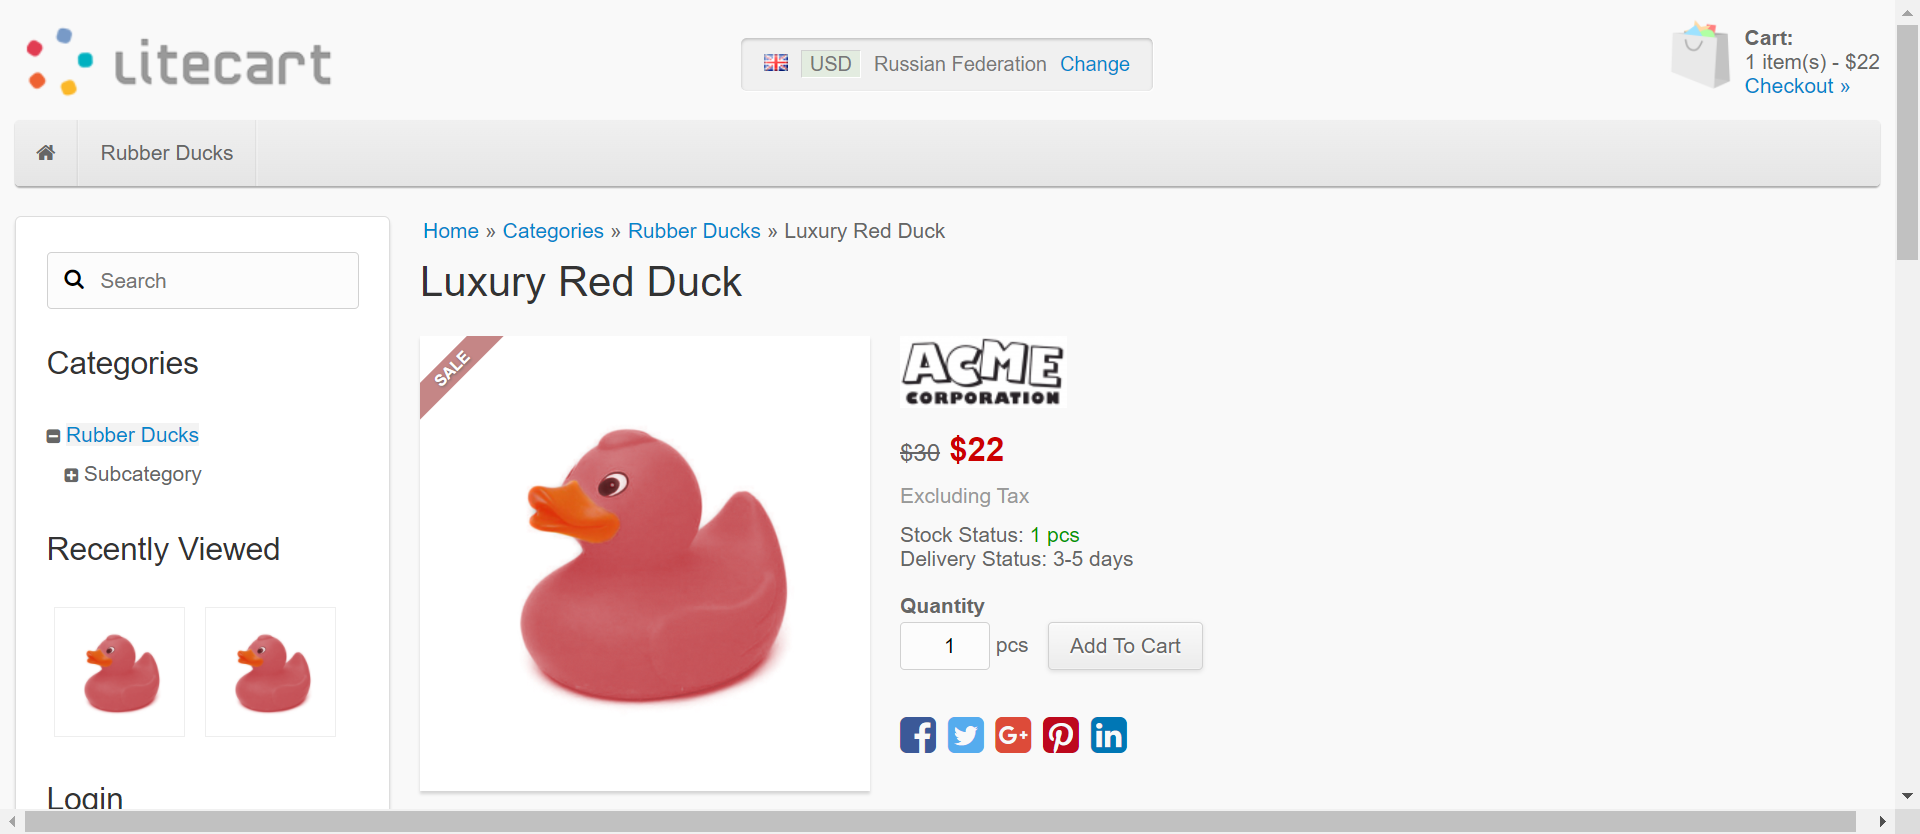 Litecart
USD Russian Federation Change
Cart:
1 item(s) - $22
Checkout »
Rubber Ducks
Search
Categories
Rubber Ducks
Subcategory
Recently Viewed
Login
Home » Categories » Rubber Ducks » Luxury Red Duck
Luxury Red Duck
SALE
ACME
CORPORATION
$30 $22
Excluding Tax
Stock Status: 1 pcs
Delivery Status: 3-5 days
Quantity
1 pcs Add To Cart
f G+ in